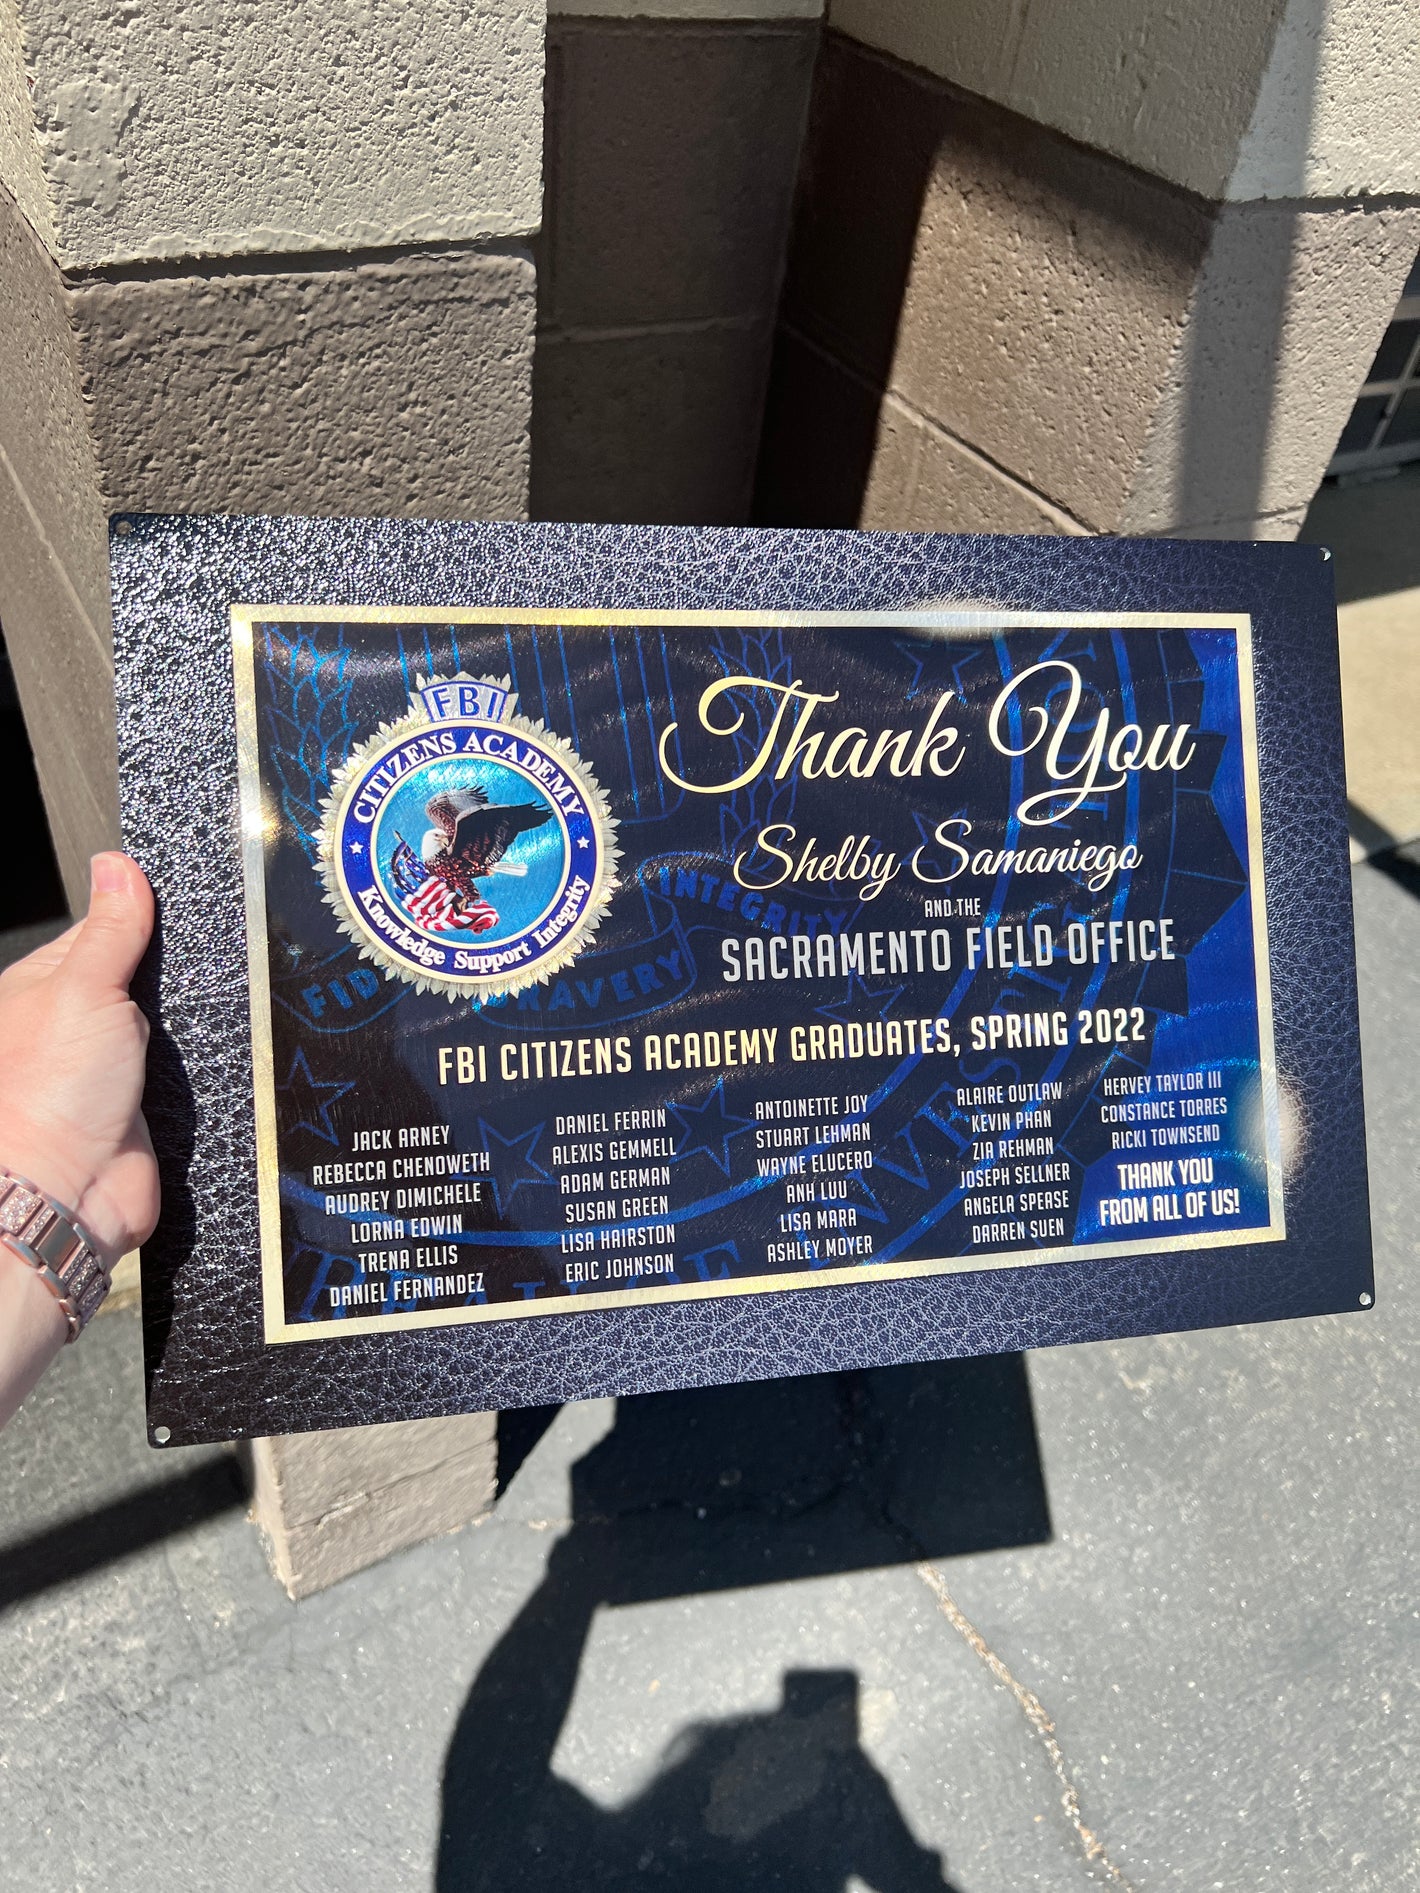 FBI
CITIZENS ACADEMY
Knowledge Support Integrity
Thank You
Shelby Samaniego
AND THE
SACRAMENTO FIELD OFFICE
INTEGRITY
BRAVERY
FID
FBI CITIZENS ACADEMY GRADUATES, SPRING 2022
JACK ARNEY
REBECCA CHENOWETH
AUDREY DIMICHELE
LORNA EDWIN
TRENA ELLIS
DANIEL FERNANDEZ
DANIEL FERRIN
ALEXIS GEMMELL
ADAM GERMAN
SUSAN GREEN
LISA HAIRSTON
ERIC JOHNSON
ANTOINETTE JOY
STUART LEHMAN
WAYNE ELUCERO
ANH LUU
LISA MARA
ASHLEY MOYER
ALAIRE OUTLAW
KEVIN PHAN
ZIA REHMAN
JOSEPH SELLNER
ANGELA SPEASE
DARREN SUEN
HERVEY TAYLOR III
CONSTANCE TORRES
RICKI TOWNSEND
THANK YOU
FROM ALL OF US!